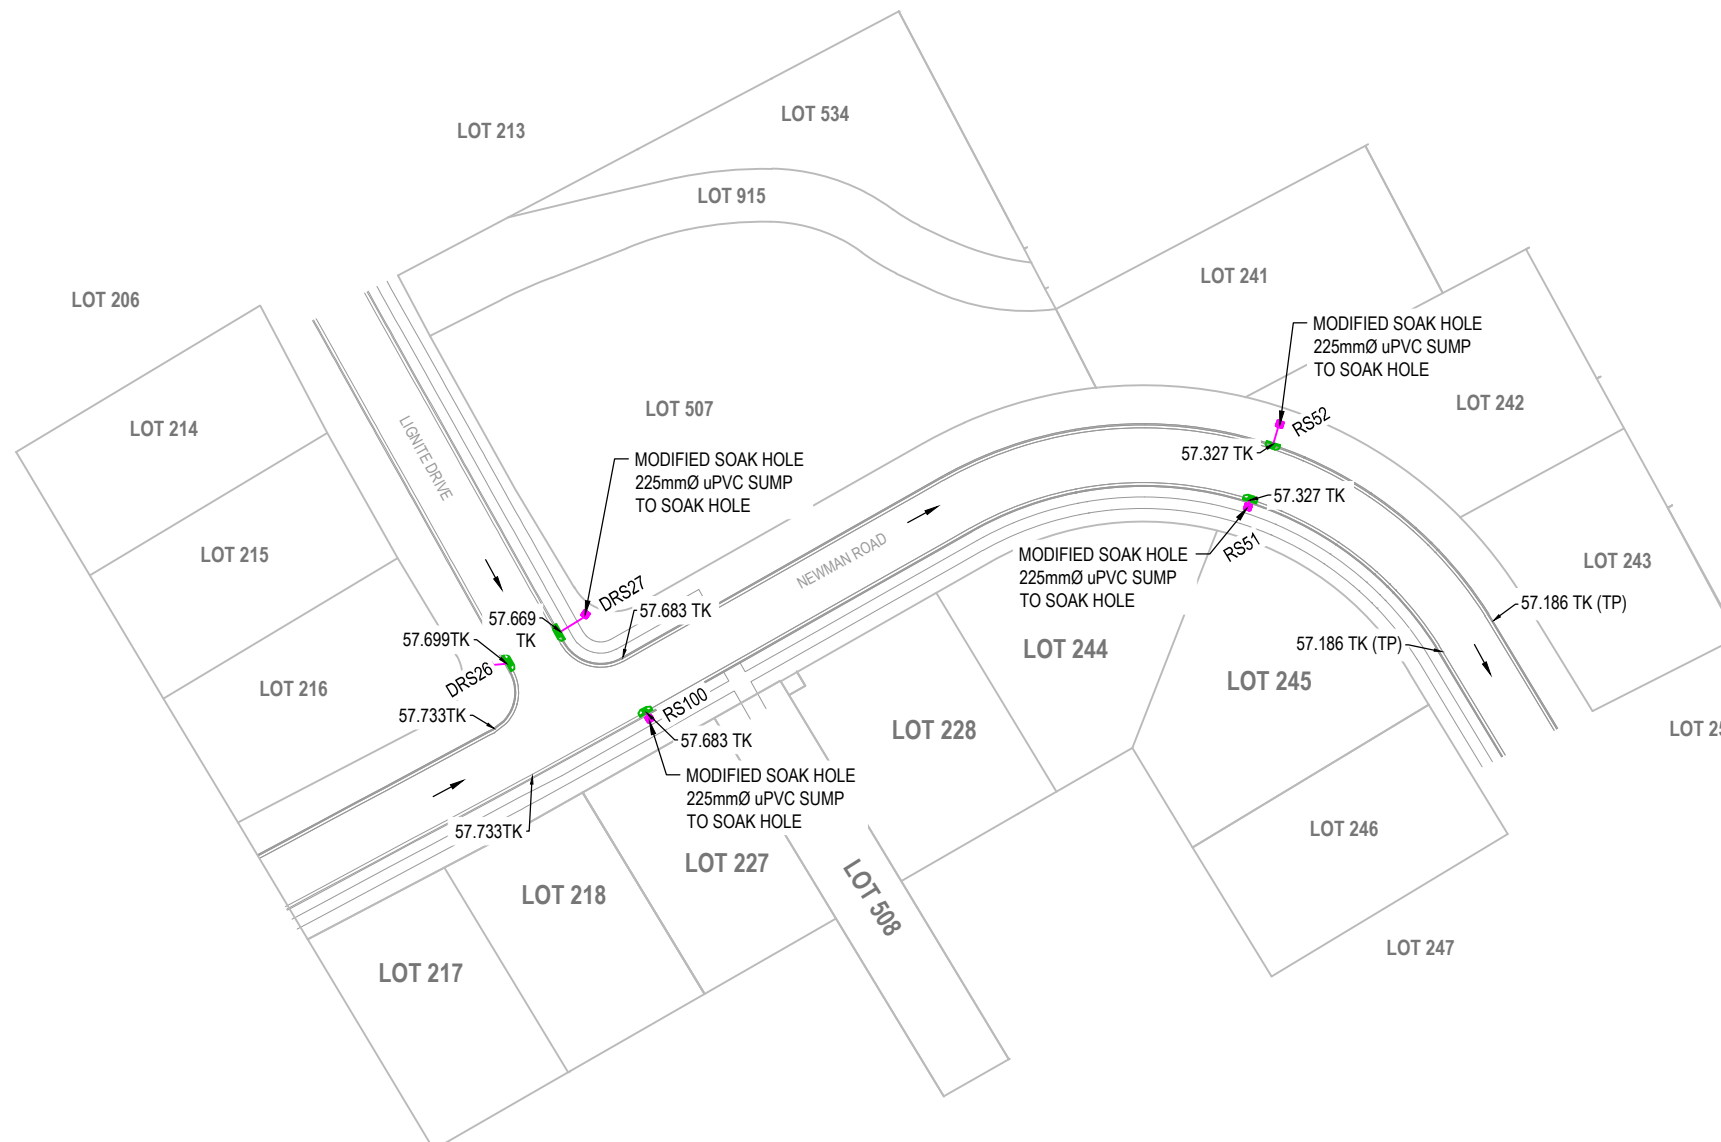 LOT 534
LOT 213
LOT 915
LOT 241
LOT 206
MODIFIED SOAK HOLE
225mmØ uPVC SUMP
TO SOAK HOLE
LOT 242
LOT 507
RS52
LOT 214
LIGNITE DRIVE
57.327 TK
MODIFIED SOAK HOLE
225mmØ uPVC SUMP
TO SOAK HOLE
57.327 TK
RS51
LOT 215
NEWMAN ROAD
MODIFIED SOAK HOLE
225mmØ uPVC SUMP
TO SOAK HOLE
LOT 243
DRS27
57.669
TK
57.683 TK
57.186 TK (TP)
57.699TK
57.186 TK (TP)
LOT 244
DRS26
LOT 216
LOT 245
RS100
57.733TK
LOT 228
57.683 TK
MODIFIED SOAK HOLE
225mmØ uPVC SUMP
TO SOAK HOLE
57.733TK
LOT 246
LOT 227
LOT 218
LOT 508
LOT 247
LOT 217